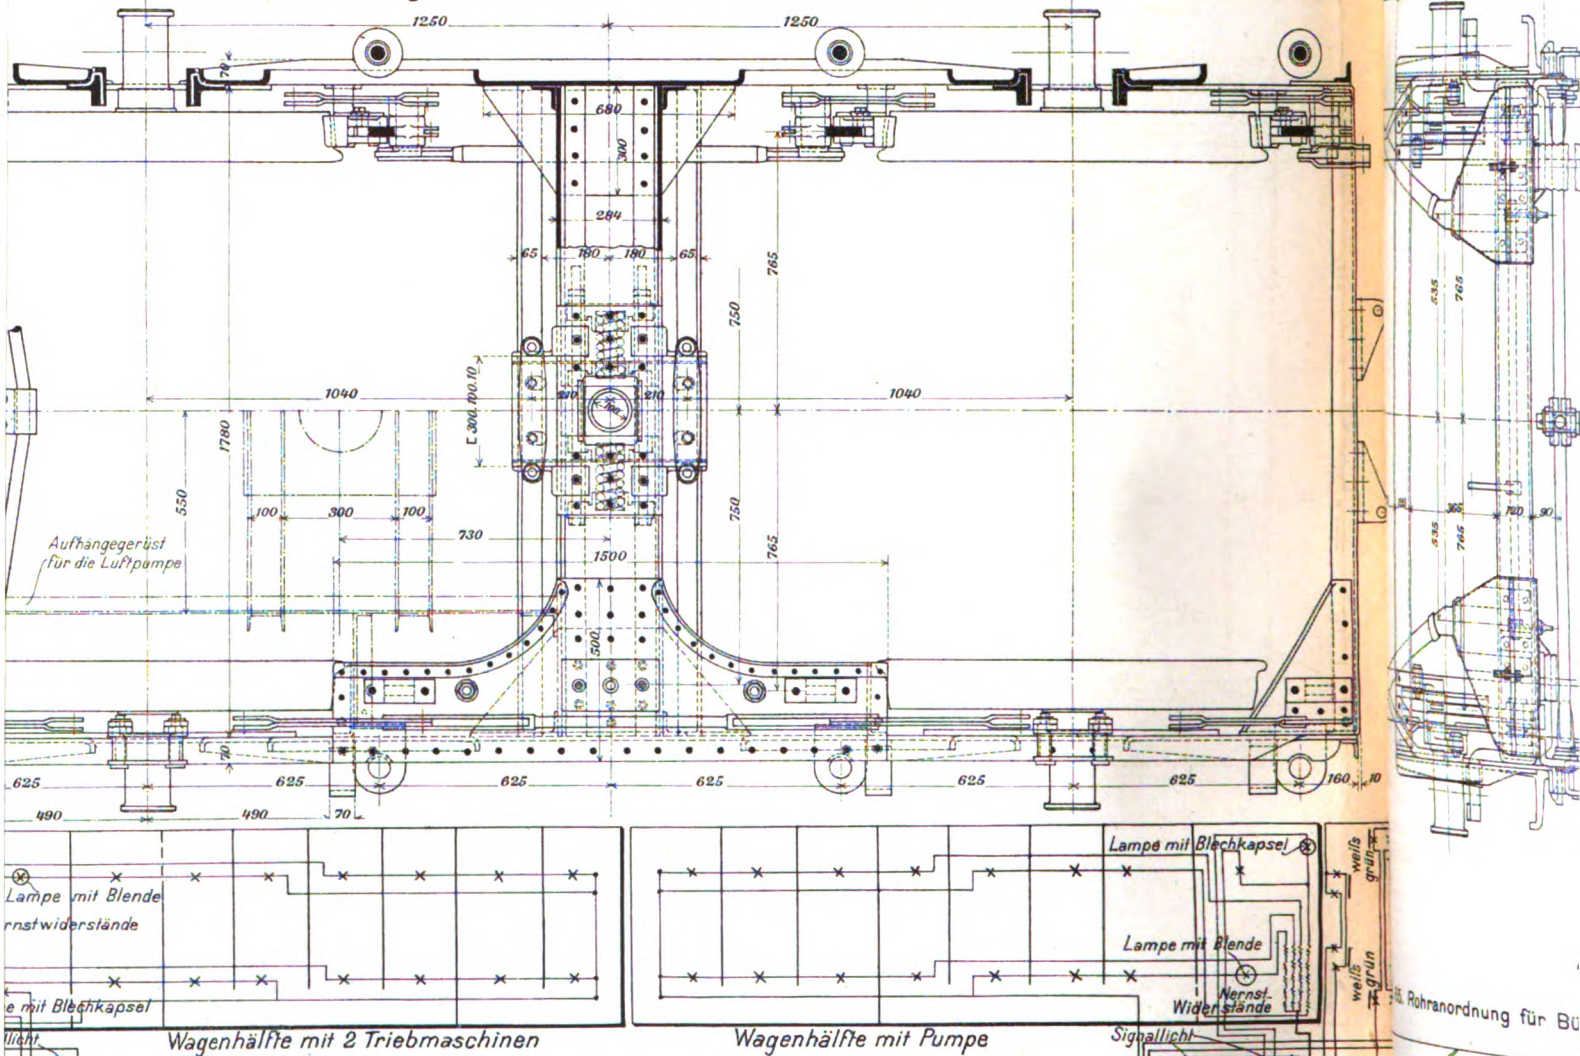 1250
1250
70
680
300
284
65
180
180
65
765
750
535
765
1040
1040
210
210
100
[ 300.100.10
1780
550
100
300
100
730
1500
750
765
535
765
365
120
90
Aufhängegerüst
für die Luftpumpe
500
70
625
625
625
625
625
625
160
10
490
490
70
Lampe mit Blechkapsel
weiß
grün
Lampe mit Blende
rnstwiderstände
Lampe mit Blende
Nernst-
Widerstände
weiß
grün
e mit Blechkapsel
llicht
Wagenhälfte mit 2 Triebmaschinen
Wagenhälfte mit Pumpe
Signallicht
Rohranordnung für Bü